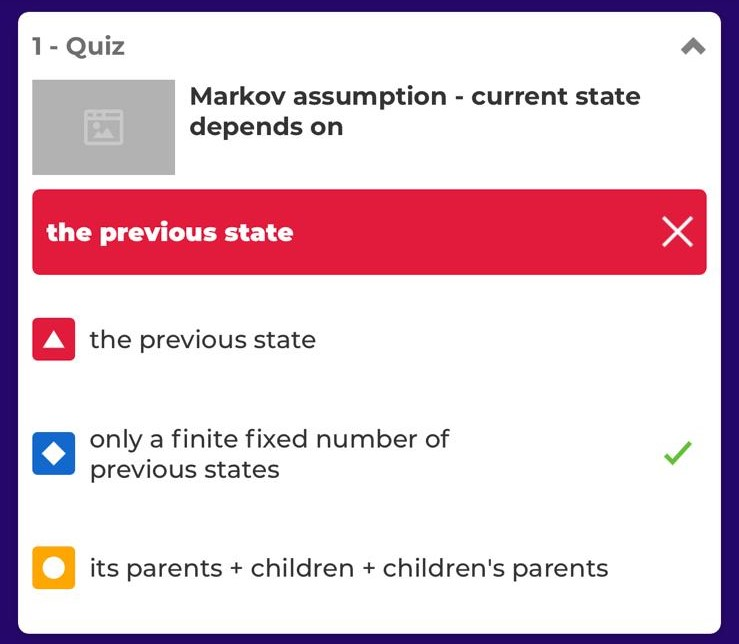 1 - Quiz
Markov assumption - current state
depends on
the previous state
the previous state
only a finite fixed number of
previous states
its parents + children + children's parents